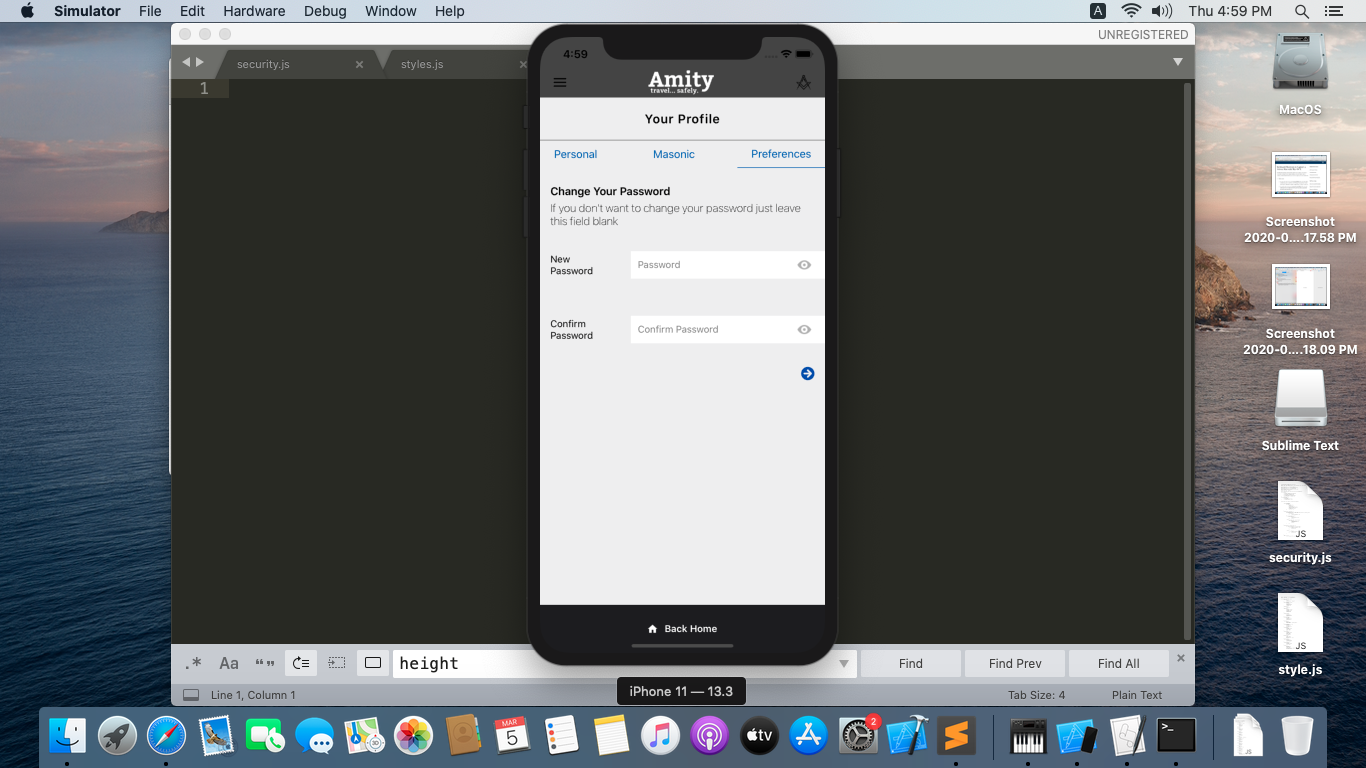 Simulator File Edit Hardware Debug Window Help
A Thu 4:59 PM
UNREGISTERED
security.js
styles.js
1
4:59
Amity
travel... safely.
Your Profile
Personal Masonic Preferences
Change Your Password
If you don't want to change your password just leave
this field blank
New
Password
Password
Confirm
Password
Confirm Password
Back Home
.* Aa
height
Find Find Prev Find All
Line 1, Column 1
Tab Size: 4 Plain Text
iPhone 11 — 13.3
MacOS
Screenshot
2020-0....17.58 PM
Screenshot
2020-0....18.09 PM
Sublime Text
JS
security.js
JS
style.js
3D
MAR
5
tv
2
>_
JS